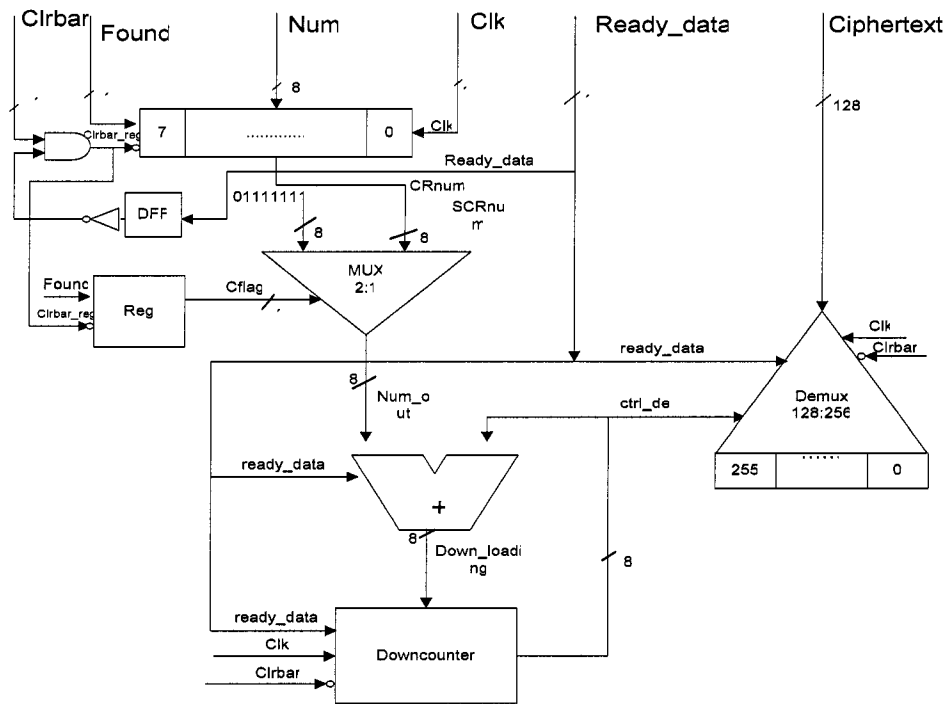 Clrbar
Found
Num
Clk
Ready_data
Ciphertext
8
128
Clrbar_reg
7
............
0
Clk
Ready_data
CRnum
01111111
SCRnu
m
DFF
8
8
MUX
2:1
Found
Reg
Cflag
Clrbar_reg
Clk
ready_data
Clrbar
8
Num_o
ut
ctrl_de
Demux
128:256
255
......
0
ready_data
+
8
Down_loadi
ng
8
ready_data
Clk
Downcounter
Clrbar